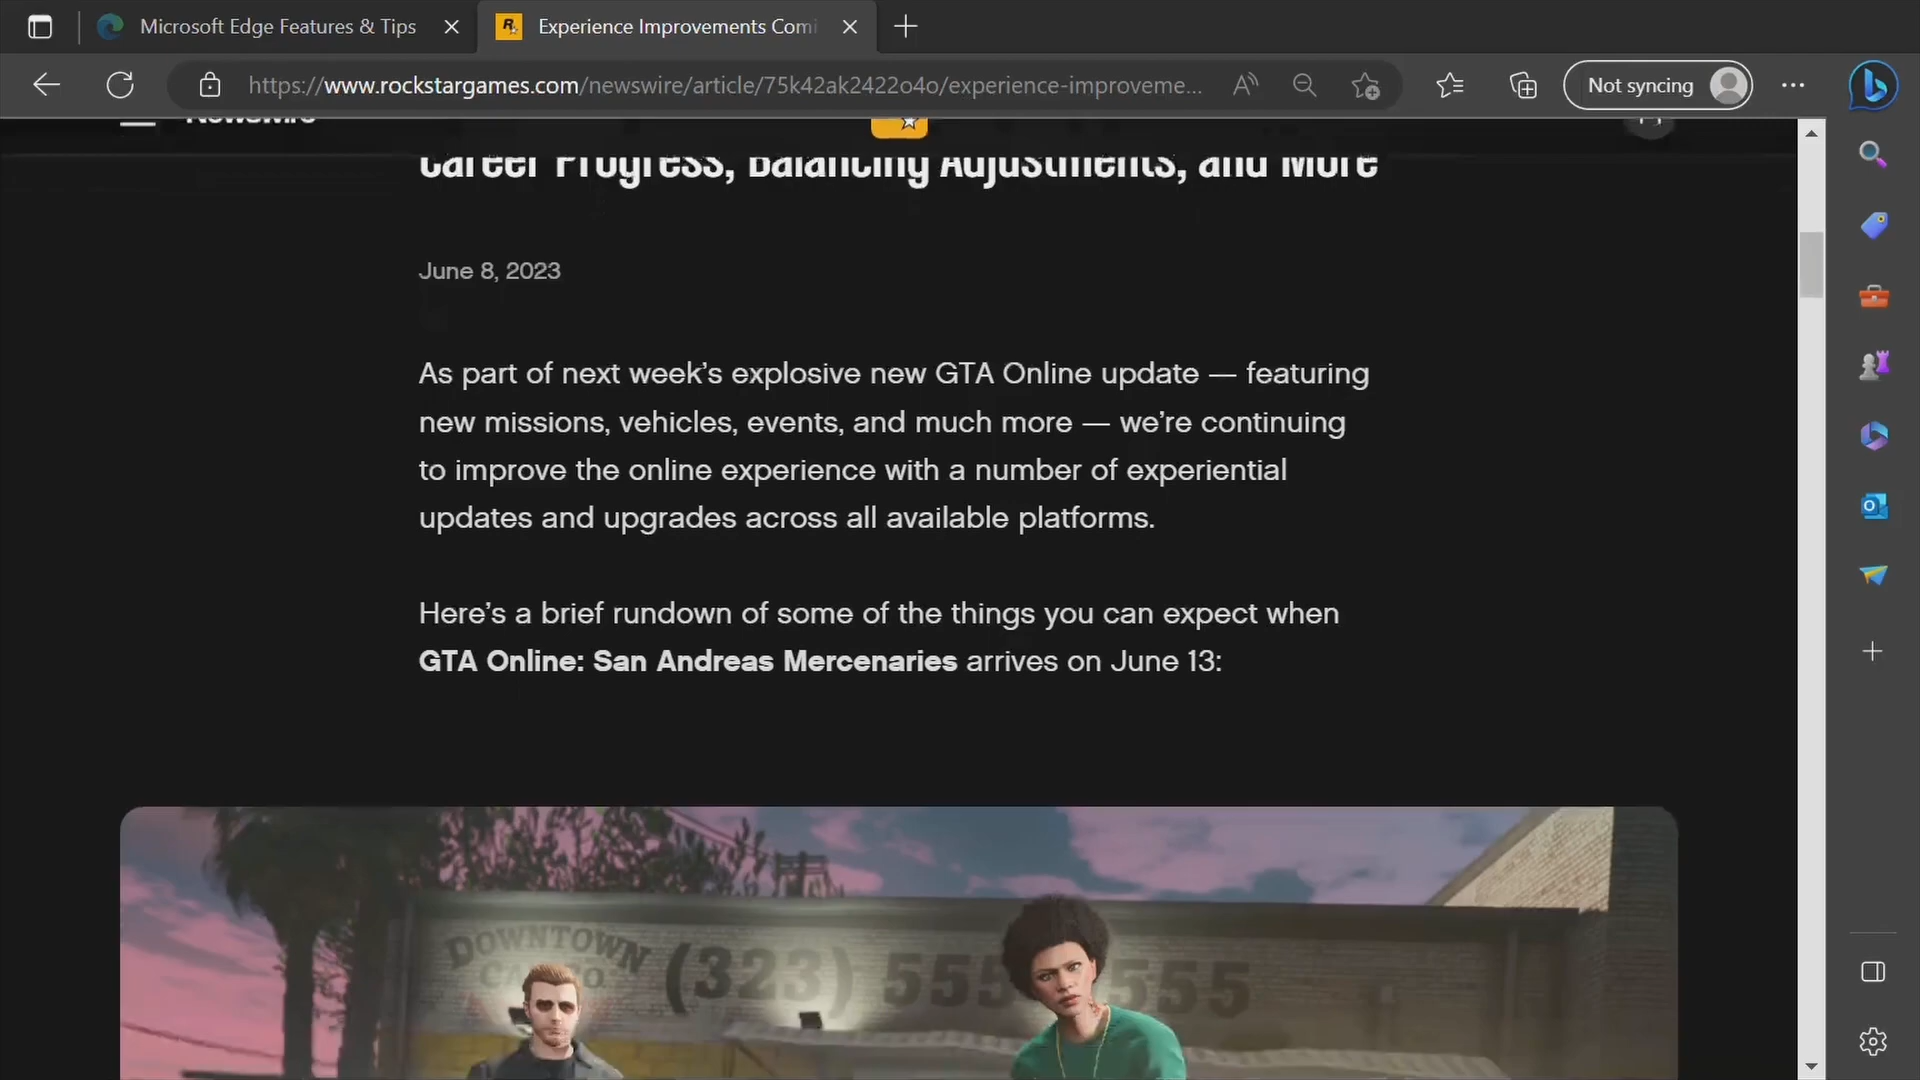 Microsoft Edge Features & Tips
Experience Improvements Comi
https://www.rockstargames.com/newswire/article/75k42ak2422o4o/experience-improveme...
Not syncing
Newswire
Career Progress, Balancing Adjustments, and More
June 8, 2023
As part of next week’s explosive new GTA Online update — featuring
new missions, vehicles, events, and much more — we’re continuing
to improve the online experience with a number of experiential
updates and upgrades across all available platforms.
Here’s a brief rundown of some of the things you can expect when
GTA Online: San Andreas Mercenaries arrives on June 13:
DOWNTOWN
(323) 555 555